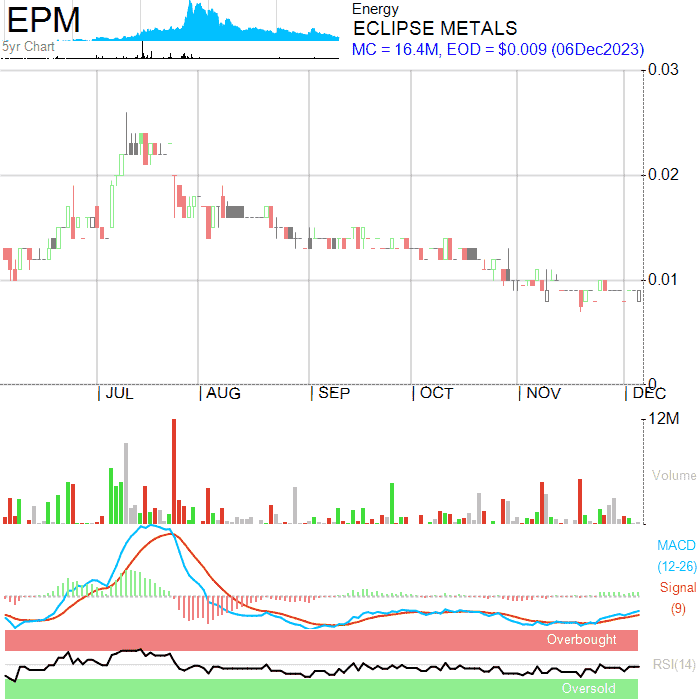 EPM
5yr Chart
Energy
ECLIPSE METALS
MC = 16.4M, EOD = $0.009 (06Dec2023)
0.03
0.02
0.01
0
JUL AUG SEP OCT NOV DEC
12M
Volume
MACD
(12-26)
Signal
(9)
Overbought
RSI(14)
Oversold